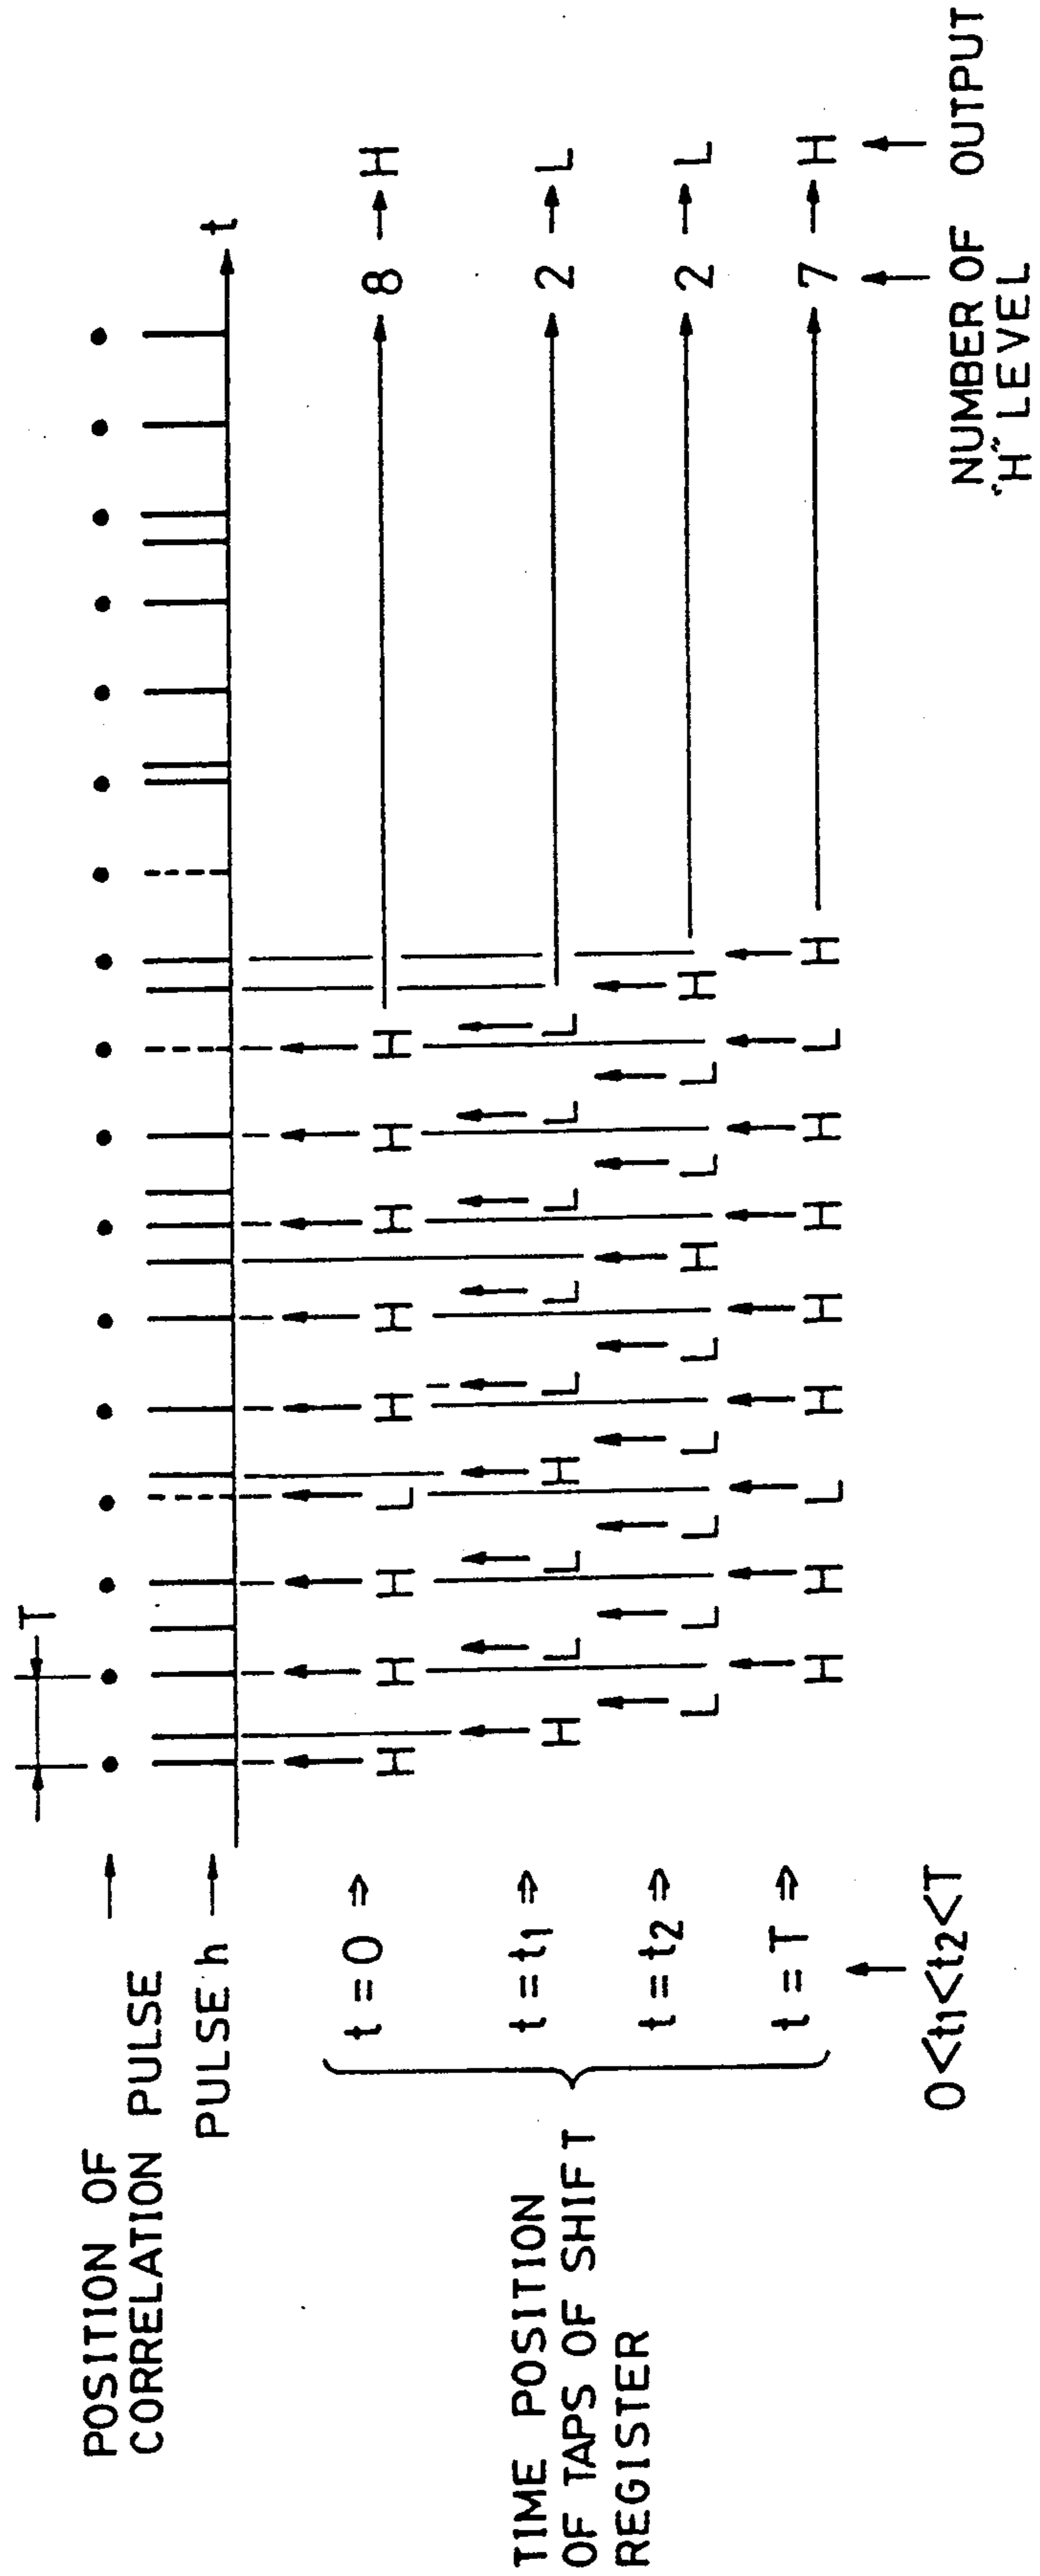 T
POSITION OF
CORRELATION PULSE
PULSE h
t
TIME POSITION
OF TAPS OF SHIFT
REGISTER
t = 0 ⇒ H H H L H H H H H 8 H
t = t1 ⇒ H L L H L L L L L 2 L
t = t2 ⇒ L L L L L H L L H 2 L
t = T ⇒ H H L H H H H L H 7 H
0<t1<t2<T
NUMBER OF OUTPUT
"H" LEVEL